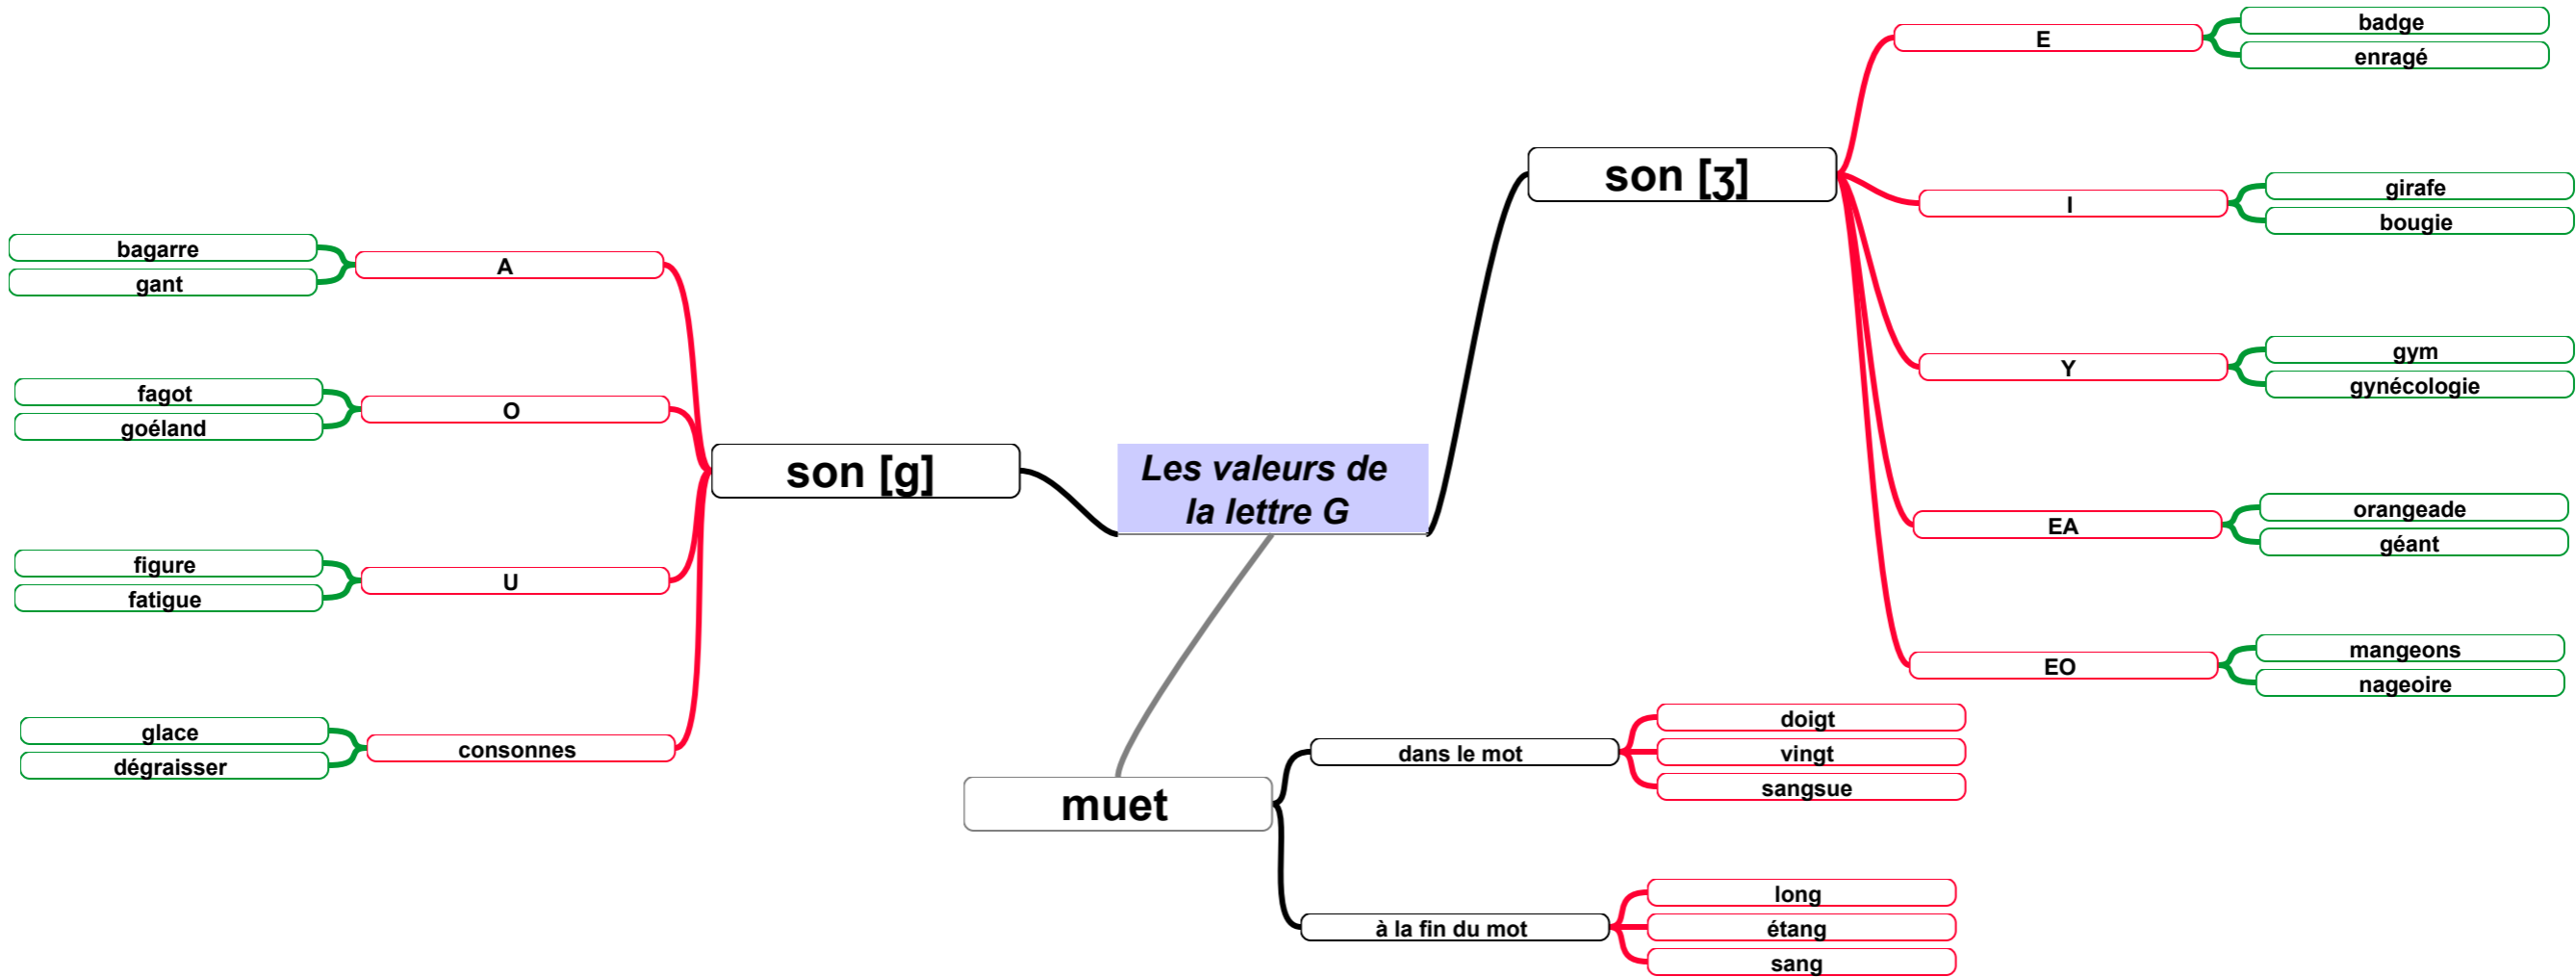 Les valeurs de
la lettre G
son [g]
A
bagarre
gant
O
fagot
goéland
U
figure
fatigue
consonnes
glace
dégraisser
son [ʒ]
E
badge
enragé
I
girafe
bougie
Y
gym
gynécologie
EA
orangeade
géant
EO
mangeons
nageoire
muet
dans le mot
doigt
vingt
sangsue
à la fin du mot
long
étang
sang